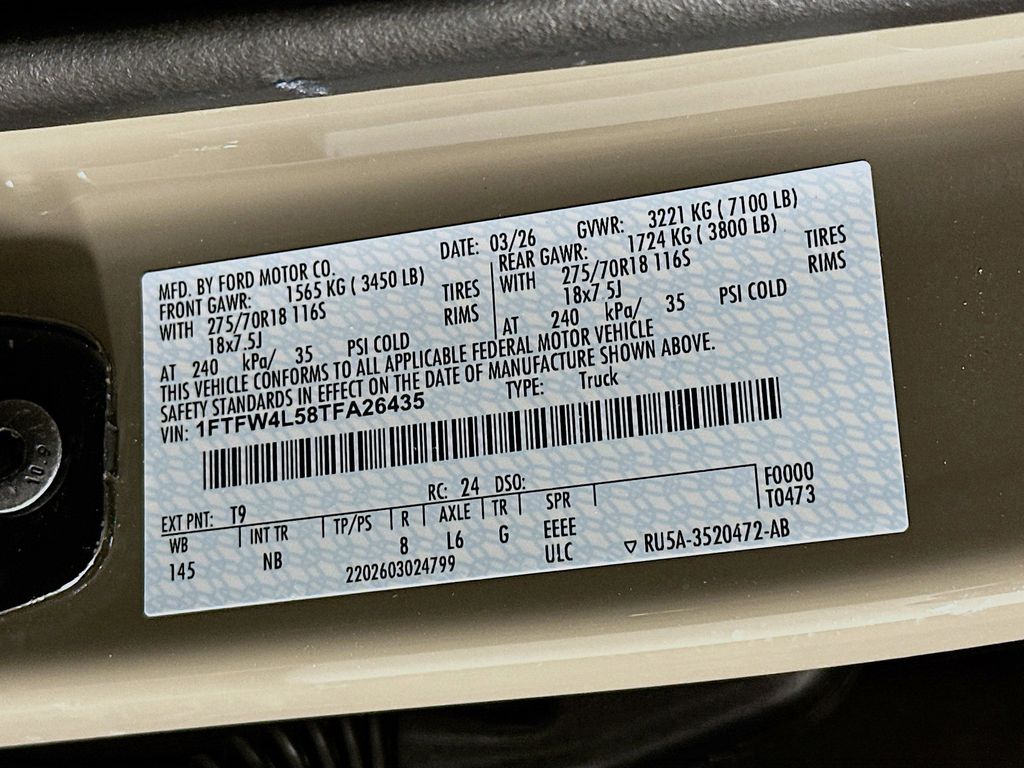 MFD. BY FORD MOTOR CO.
DATE: 03/26 GVWR: 3221 KG ( 7100 LB)
FRONT GAWR: 1565 KG ( 3450 LB)
WITH 275/70R18 116S TIRES
18x7.5J RIMS
AT 240 kPa/ 35 PSI COLD
REAR GAWR: 1724 KG ( 3800 LB)
WITH 275/70R18 116S TIRES
18x7.5J RIMS
AT 240 kPa/ 35 PSI COLD
THIS VEHICLE CONFORMS TO ALL APPLICABLE FEDERAL MOTOR VEHICLE
SAFETY STANDARDS IN EFFECT ON THE DATE OF MANUFACTURE SHOWN ABOVE.
VIN: 1FTFW4L58TFA26435 TYPE: Truck
F0000
T0473
EXT PNT: T9 RC: 24 DSO:
WB INT TR TP/PS R AXLE TR SPR
145 NB 8 L6 G EEEE
2202603024799 ULC RU5A-3520472-AB
10.9